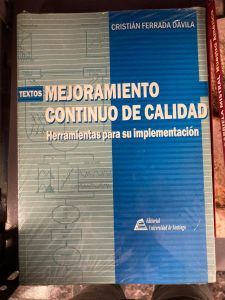 CRISTIÁN FERRADA DÁVILA
TEXTOS
MEJORAMIENTO
CONTINUO DE CALIDAD
Herramientas para su implementación
Editorial
Universidad de Santiago